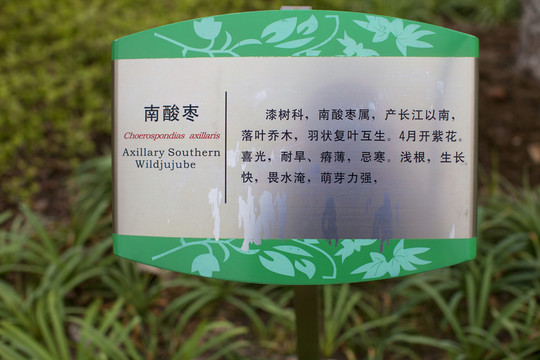 南酸枣
Choerospondias axillaris
Axillary Southern
Wildjujube
漆树科，南酸枣属，产长江以南，
落叶乔木，羽状复叶互生。4月开紫花。
喜光，耐旱、瘠薄，忌寒。浅根，生长
快，畏水淹，萌芽力强，